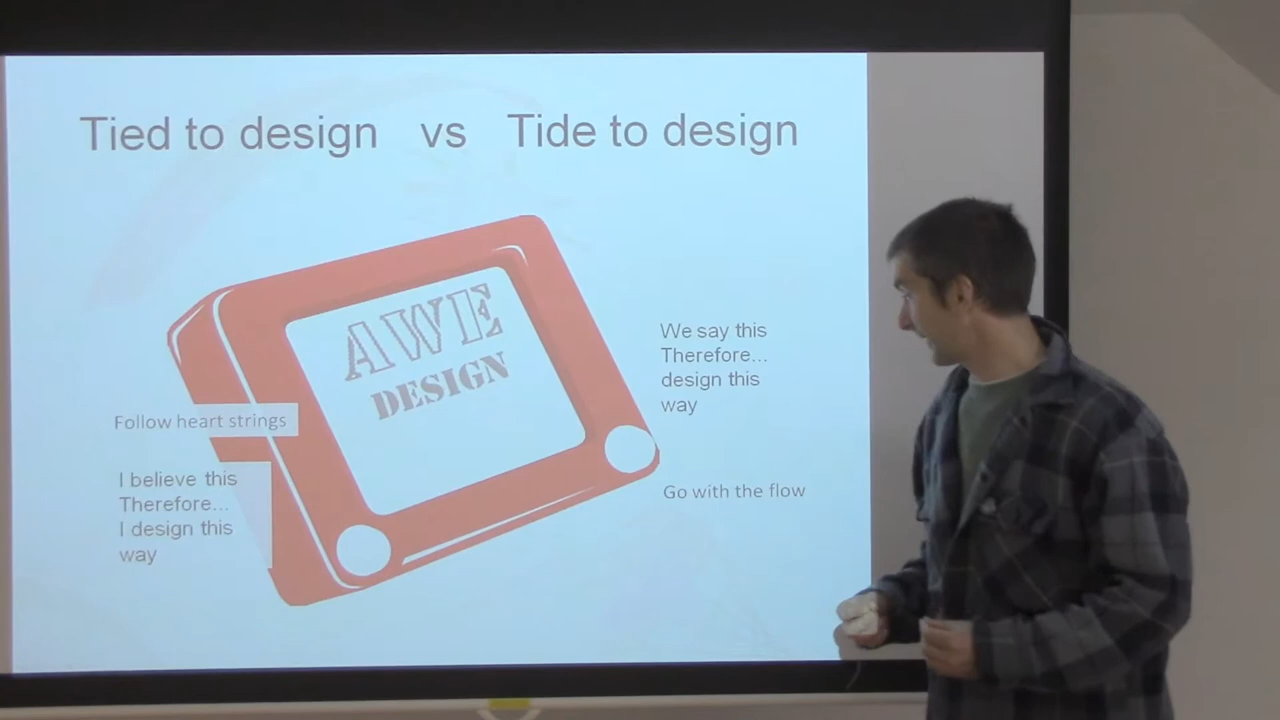 Tied to design vs Tide to design
AWE
DESIGN
Follow heart strings
I believe this
Therefore...
I design this
way
We say this
Therefore...
design this
way
Go with the flow